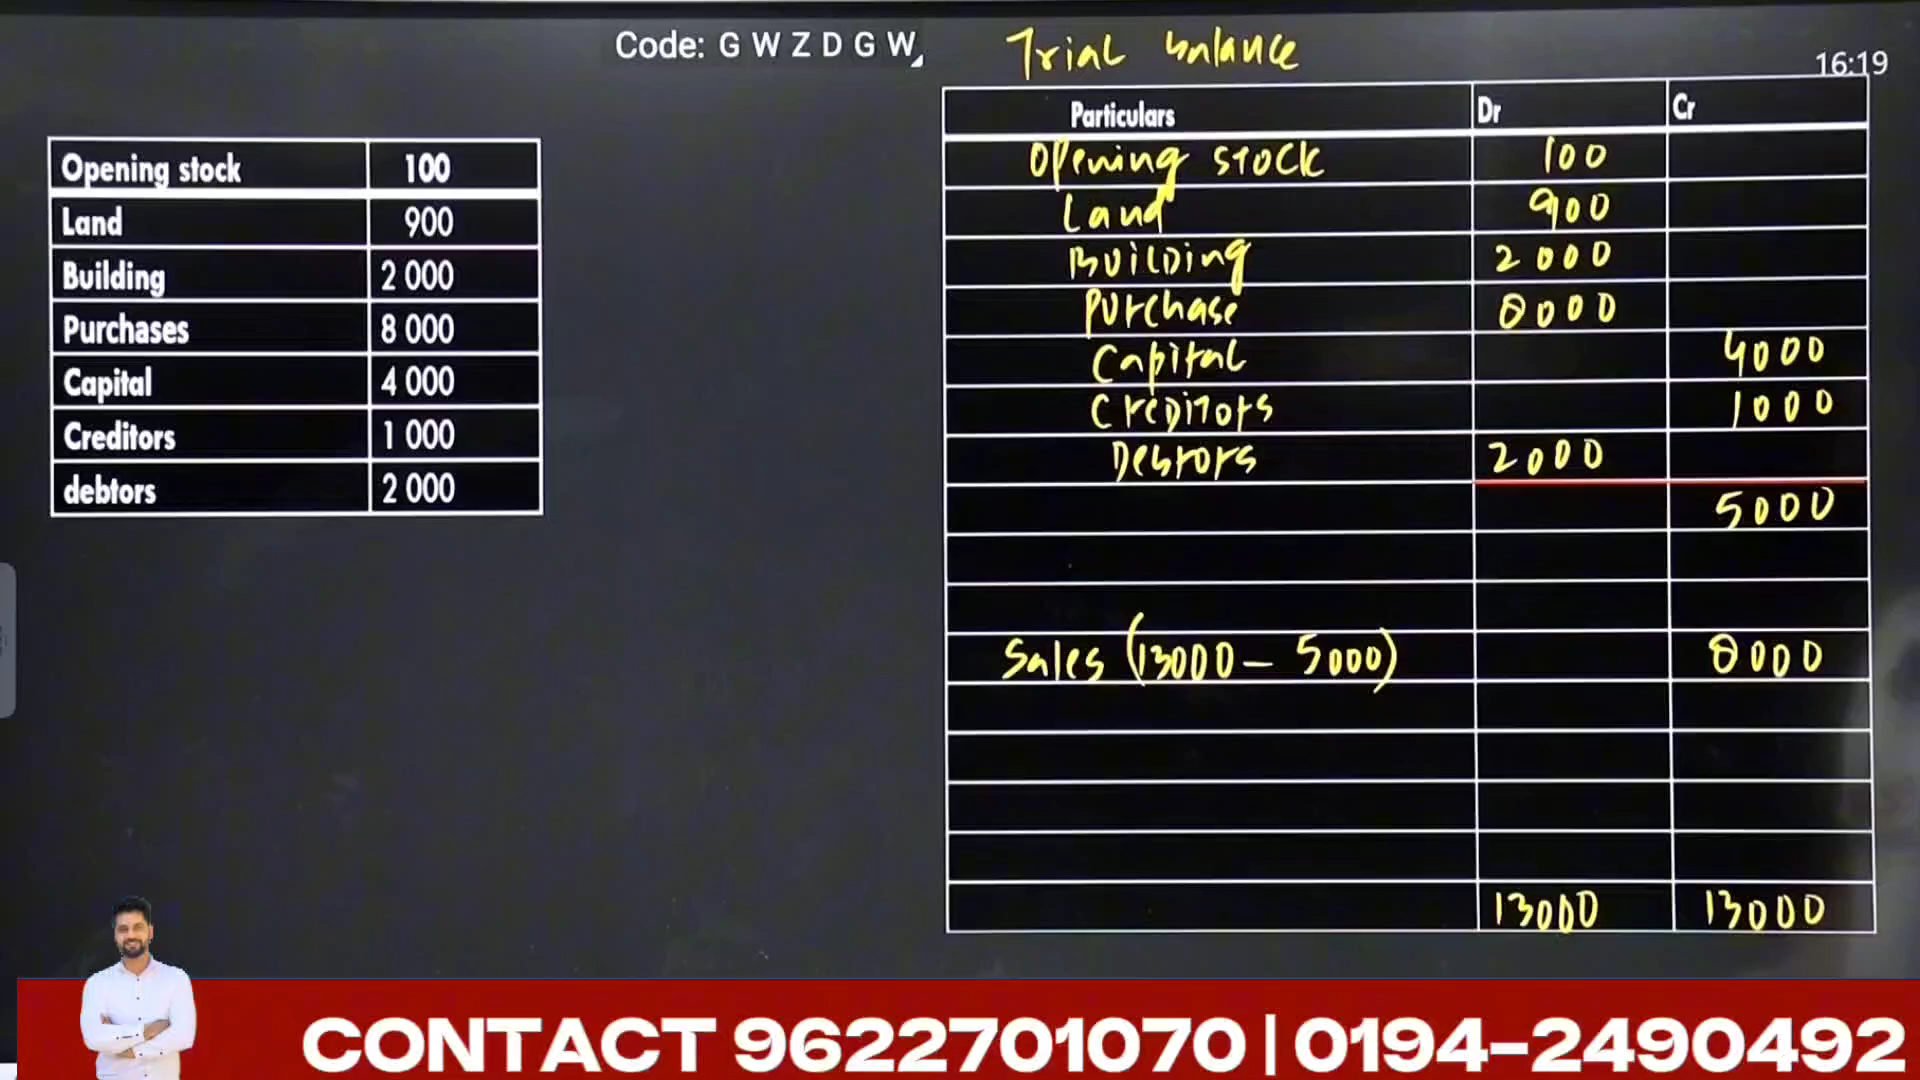 Code: G W Z D G W
Trial balance
16:19
Opening stock 100
Land 900
Building 2 000
Purchases 8 000
Capital 4 000
Creditors 1 000
debtors 2 000
Particulars Dr Cr
Opening stock 100
Land 900
Building 2000
Purchase 8000
Capital 4000
Creditors 1000
Debtors 2000
5000
Sales (13000 - 5000) 8000
13000 13000
CONTACT 9622701070 | 0194-2490492